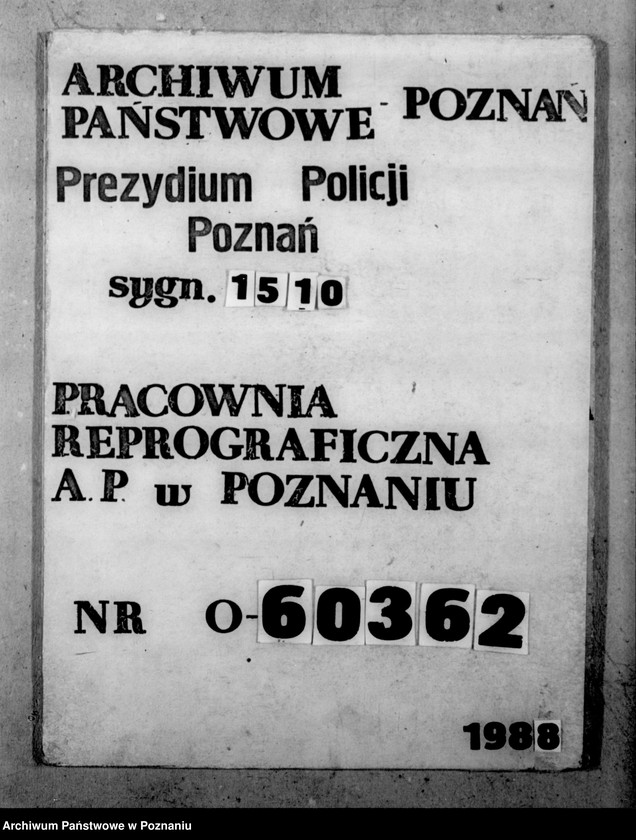 ARCHIWUM
PAŃSTWOWE - POZNAŃ
Prezydium Policji
Poznań
sygn. 1510
PRACOWNIA
REPROGRAFICZNA
A.P. w POZNANIU
NR O-60362
1988
Archiwum Państwowe w Poznaniu